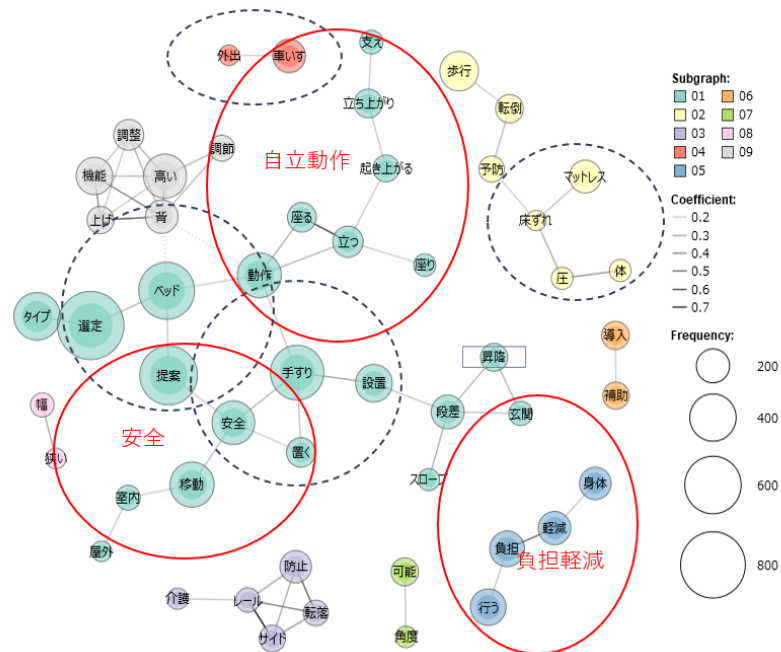 外出
車いす
支え
歩行
立ち上がり
転倒
調整
調節
自立動作
機能
高い
起き上がる
予防
マットレス
上げ
背
座る
床ずれ
立つ
動作
座り
圧
体
ベッド
タイプ
選定
導入
昇降
提案
手すり
設置
補助
幅
安全
段差
玄関
安全
狭い
置く
移動
スロープ
身体
室内
軽減
屋外
負担
負担軽減
防止
可能
介護
レール
転落
行う
サイド
角度
Subgraph:
01 06
02 07
03 08
04 09
05
Coefficient:
0.2
0.3
0.4
0.5
0.6
0.7
Frequency:
200
400
600
800